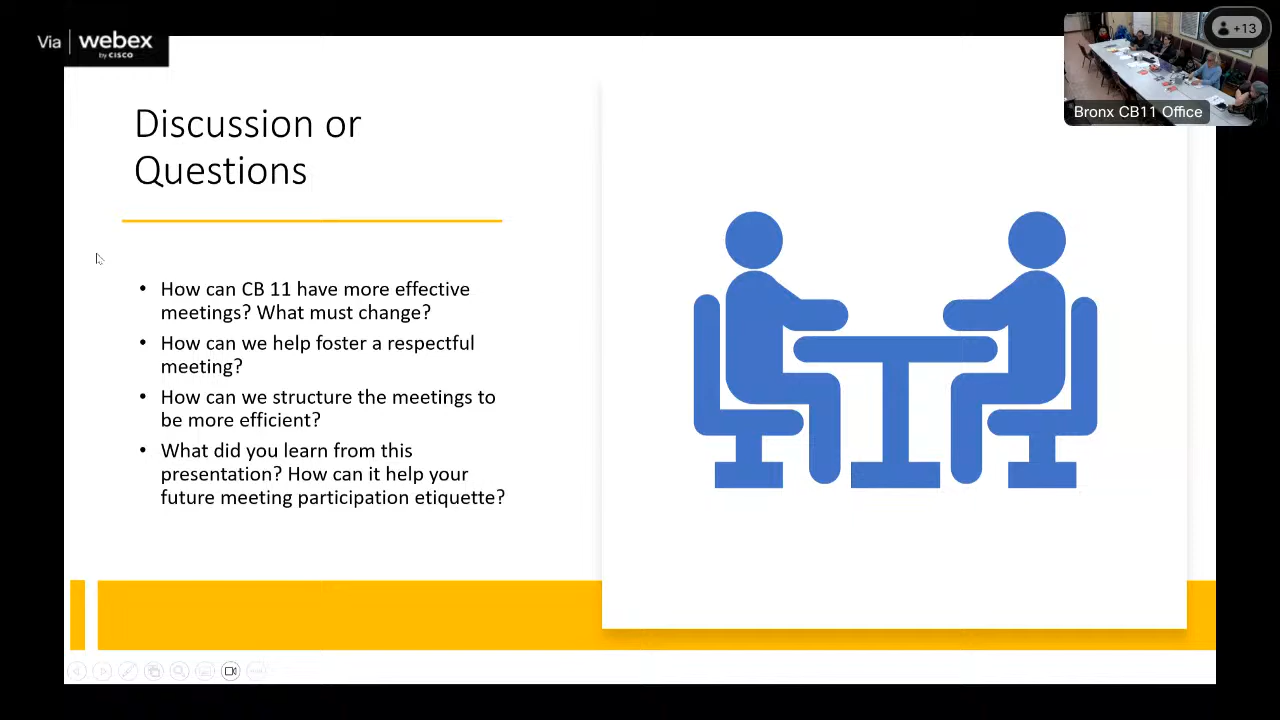 Via webex
by CISCO
+13
Bronx CB11 Office
Discussion or
Questions
• How can CB 11 have more effective
meetings? What must change?
• How can we help foster a respectful
meeting?
• How can we structure the meetings to
be more efficient?
• What did you learn from this
presentation? How can it help your
future meeting participation etiquette?